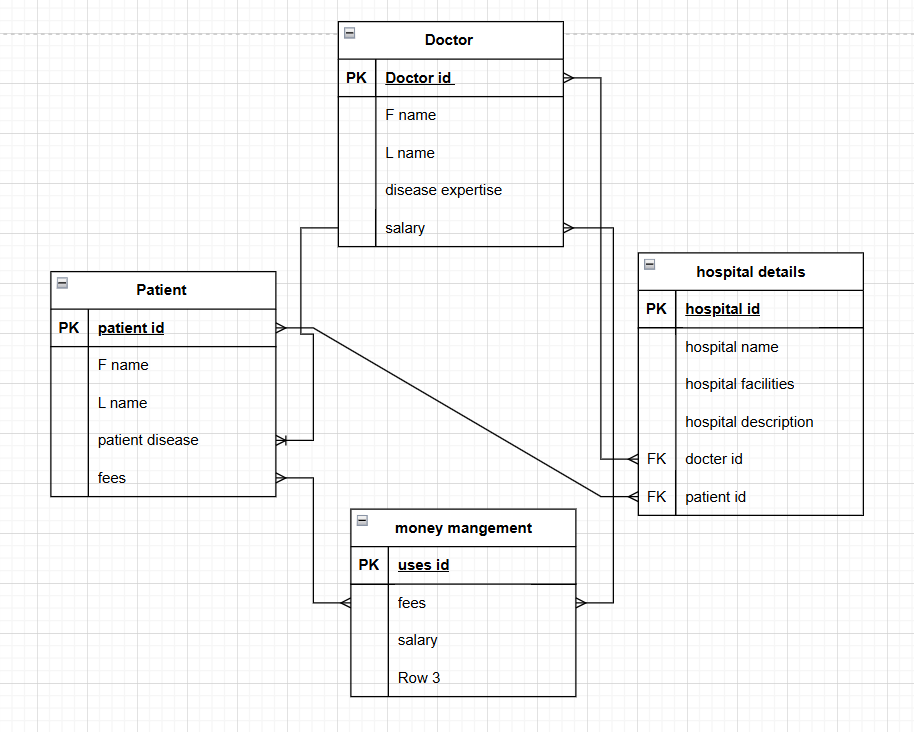 Doctor
PK Doctor id
F name
L name
disease expertise
salary
Patient
PK patient id
F name
L name
patient disease
fees
hospital details
PK hospital id
hospital name
hospital facilities
hospital description
FK docter id
FK patient id
money mangement
PK uses id
fees
salary
Row 3